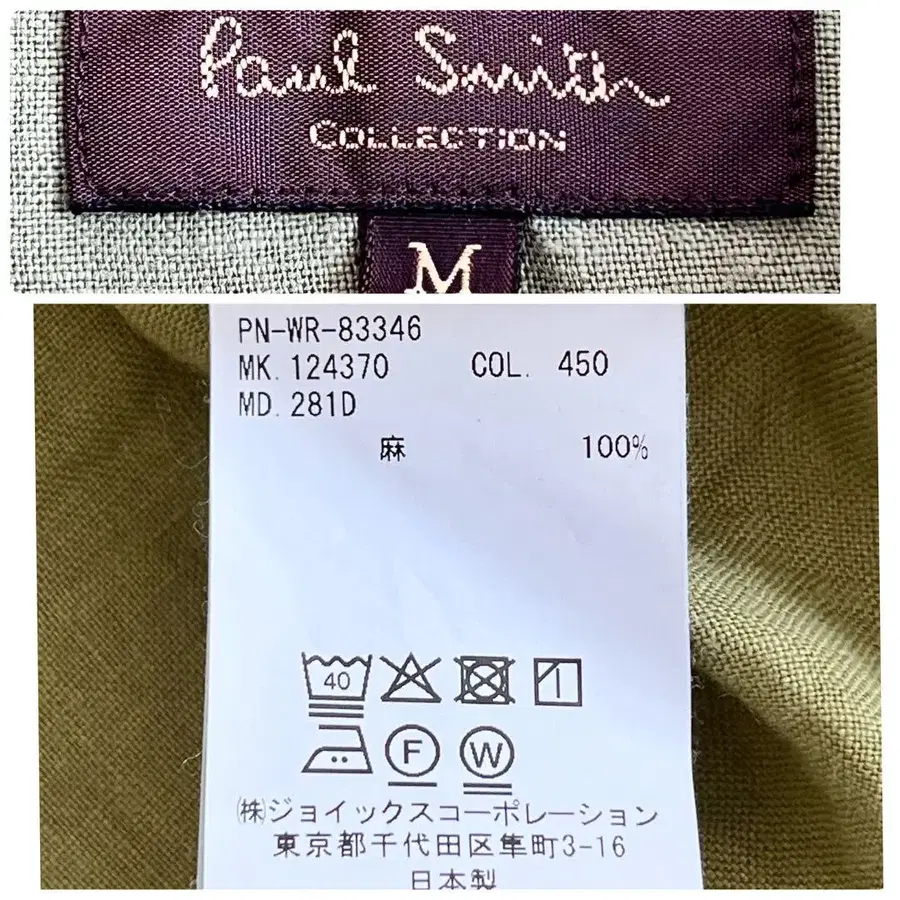 Paul Smith
COLLECTION
M
PN-WR-83346
MK. 124370 COL. 450
MD. 281D
麻 100%
40
F W
㈱ジョイックスコーポレーション
東京都千代田区隼町3-16
日本製